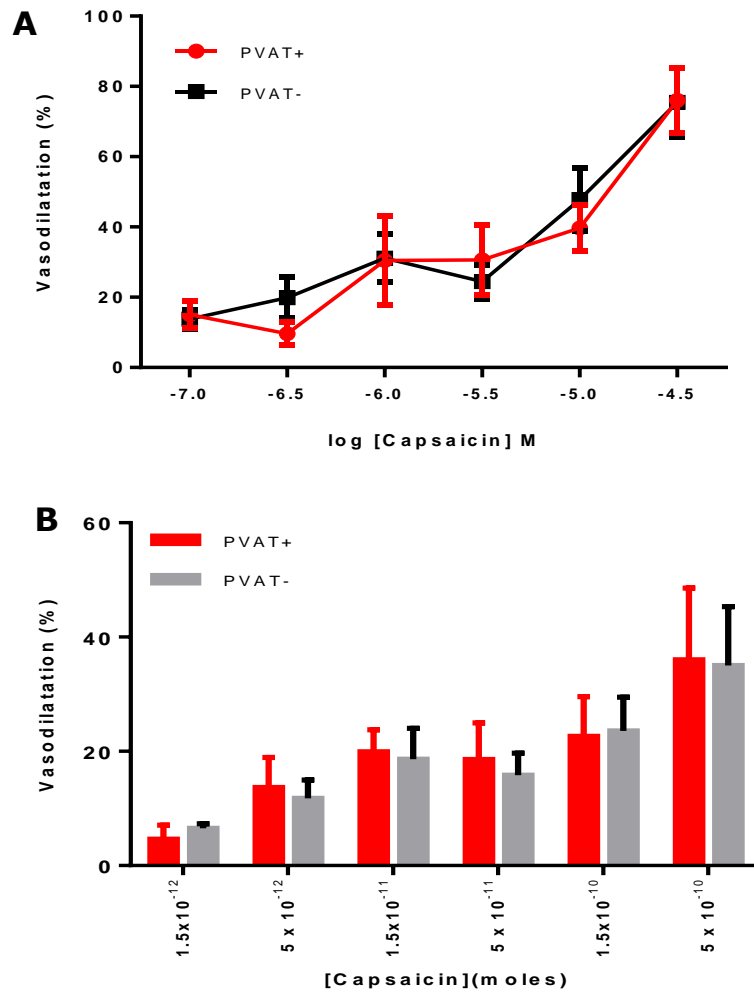 A
PVAT+
PVAT-
Vasodilatation (%)
100
80
60
40
20
0
-7.0 -6.5 -6.0 -5.5 -5.0 -4.5
log [Capsaicin] M
B
PVAT+
PVAT-
Vasodilatation (%)
60
40
20
0
1.5x10⁻¹² 5 x 10⁻¹² 1.5x10⁻¹¹ 5 x 10⁻¹¹ 1.5x10⁻¹⁰ 5 x 10⁻¹⁰
[Capsaicin](moles)